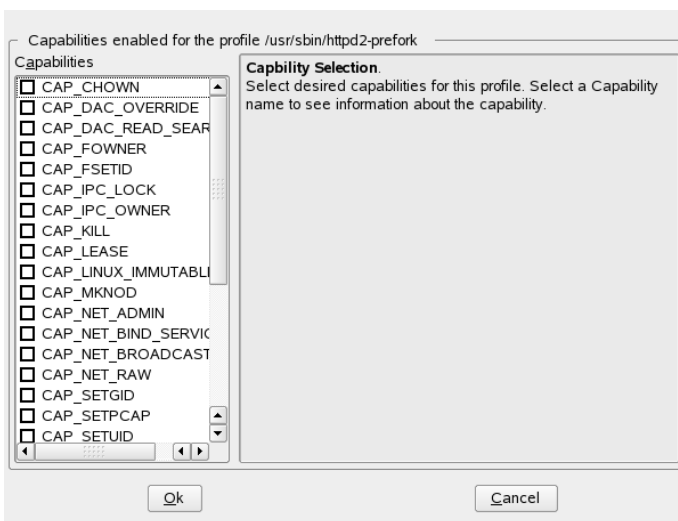 Capabilities enabled for the profile /usr/sbin/httpd2-prefork
Capabilities
CAP_CHOWN
CAP_DAC_OVERRIDE
CAP_DAC_READ_SEAR
CAP_FOWNER
CAP_FSETID
CAP_IPC_LOCK
CAP_IPC_OWNER
CAP_KILL
CAP_LEASE
CAP_LINUX_IMMUTABL
CAP_MKNOD
CAP_NET_ADMIN
CAP_NET_BIND_SERVIC
CAP_NET_BROADCAST
CAP_NET_RAW
CAP_SETGID
CAP_SETPCAP
CAP_SETUID
Capbility Selection.
Select desired capabilities for this profile. Select a Capability
name to see information about the capability.
Ok
Cancel